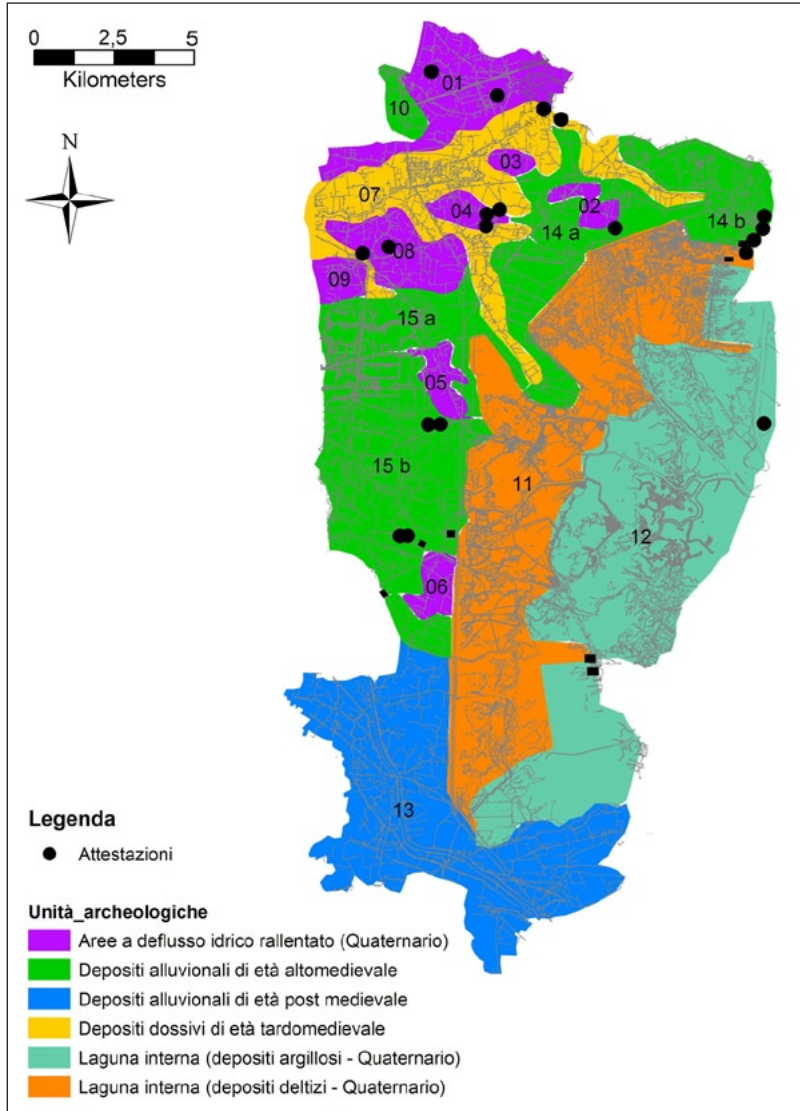 0 2,5 5
Kilometers
N
01
10
03
07
02
04
14 a
14 b
08
09
15 a
05
15 b
11
12
06
13
Legenda
Attestazioni
Unità_archeologiche
Aree a deflusso idrico rallentato (Quaternario)
Depositi alluvionali di età altomedievale
Depositi alluvionali di età post medievale
Depositi dossivi di età tardomedievale
Laguna interna (depositi argillosi - Quaternario)
Laguna interna (depositi deltizi - Quaternario)